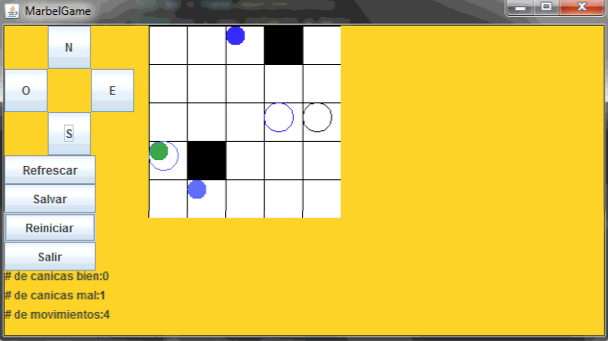 MarbelGame
N
O E
S
Refrescar
Salvar
Reiniciar
Salir
# de canicas bien:0
# de canicas mal:1
# de movimientos:4